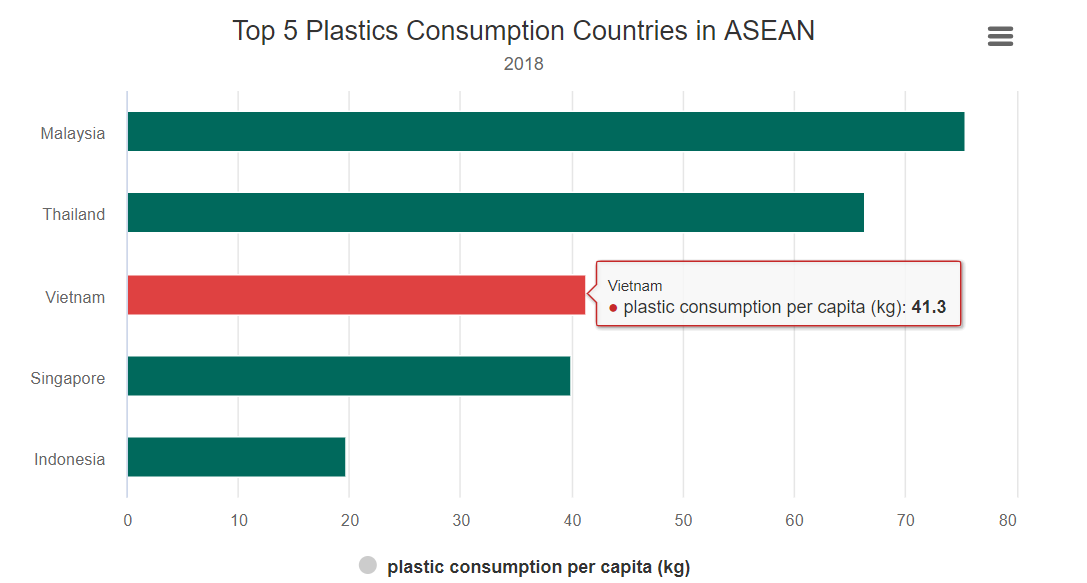 Top 5 Plastics Consumption Countries in ASEAN
2018
Malaysia
Thailand
Vietnam
Vietnam
● plastic consumption per capita (kg): 41.3
Singapore
Indonesia
0 10 20 30 40 50 60 70 80
plastic consumption per capita (kg)